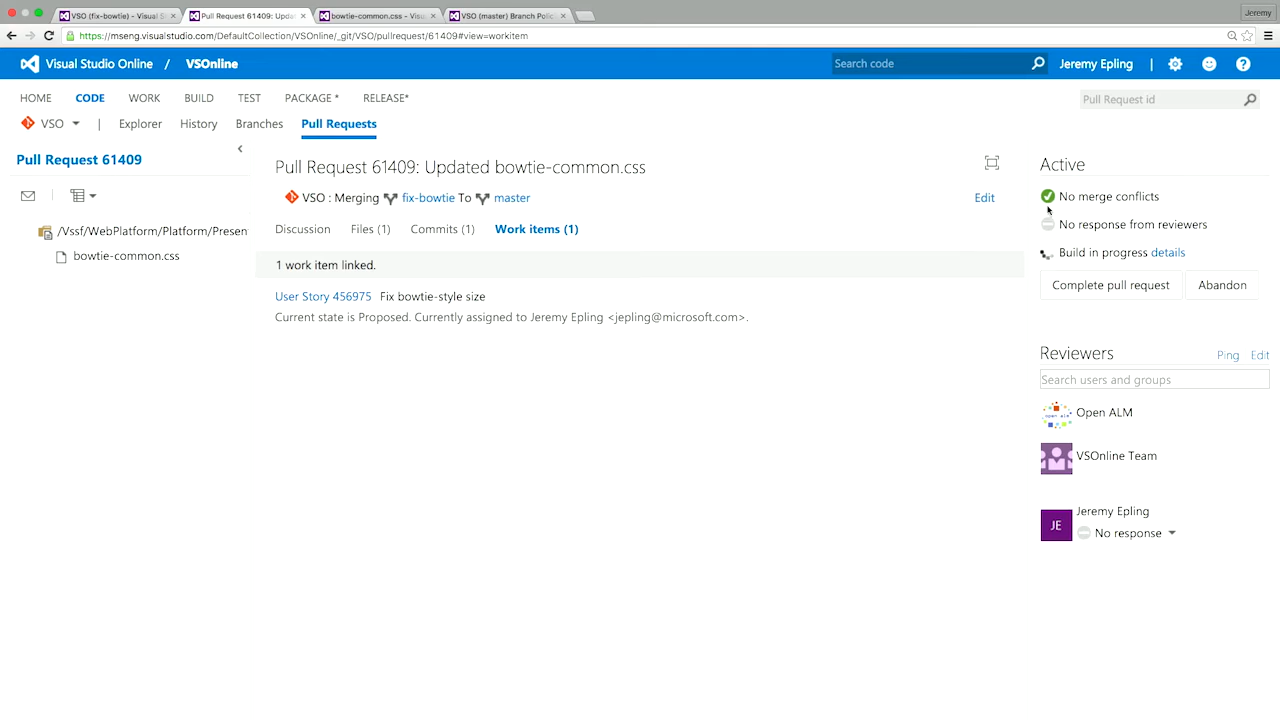 VSO (fix-bowtie) - Visual S
Pull Request 61409: Upda
bowtie-common.css - Visu
VSO (master) Branch Polic
Jeremy
https://mseng.visualstudio.com/DefaultCollection/VSOnline/_git/VSO/pullrequest/61409#view=workitem
Visual Studio Online / VSOnline
Search code
Jeremy Epling |
HOME CODE WORK BUILD TEST PACKAGE * RELEASE*
Pull Request id
VSO | Explorer History Branches Pull Requests
Pull Request 61409
/Vssf/WebPlatform/Platform/Presen
bowtie-common.css
Pull Request 61409: Updated bowtie-common.css
VSO : Merging fix-bowtie To master
Edit
Discussion Files (1) Commits (1) Work items (1)
1 work item linked.
User Story 456975 Fix bowtie-style size
Current state is Proposed. Currently assigned to Jeremy Epling <jepling@microsoft.com>.
Active
No merge conflicts
No response from reviewers
Build in progress details
Complete pull request Abandon
Reviewers Ping Edit
Search users and groups
Open ALM
VSOnline Team
Jeremy Epling
JE
No response